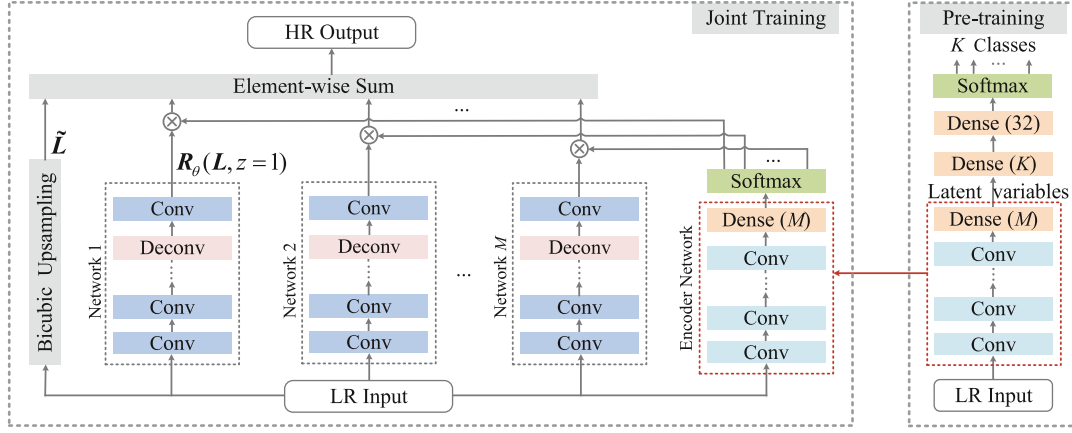 Joint Training
HR Output
Element-wise Sum
...
L̃
R_θ(L, z=1)
Bicubic Upsampling
Network 1
Conv
Deconv
Conv
Conv
Network 2
Conv
Deconv
Conv
Conv
...
Network M
Conv
Deconv
Conv
Conv
...
Softmax
Encoder Network
Dense (M)
Conv
Conv
Conv
LR Input
Pre-training
K Classes
...
Softmax
Dense (32)
Dense (K)
Latent variables
Dense (M)
Conv
Conv
Conv
LR Input